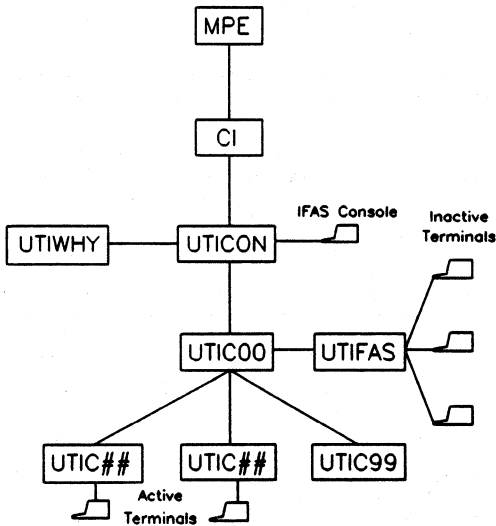 MPE
CI
IFAS Console
Inactive
Terminals
UTIWHY
UTICON
UTIC00
UTIFAS
UTIC##
UTIC##
UTIC99
Active
Terminals